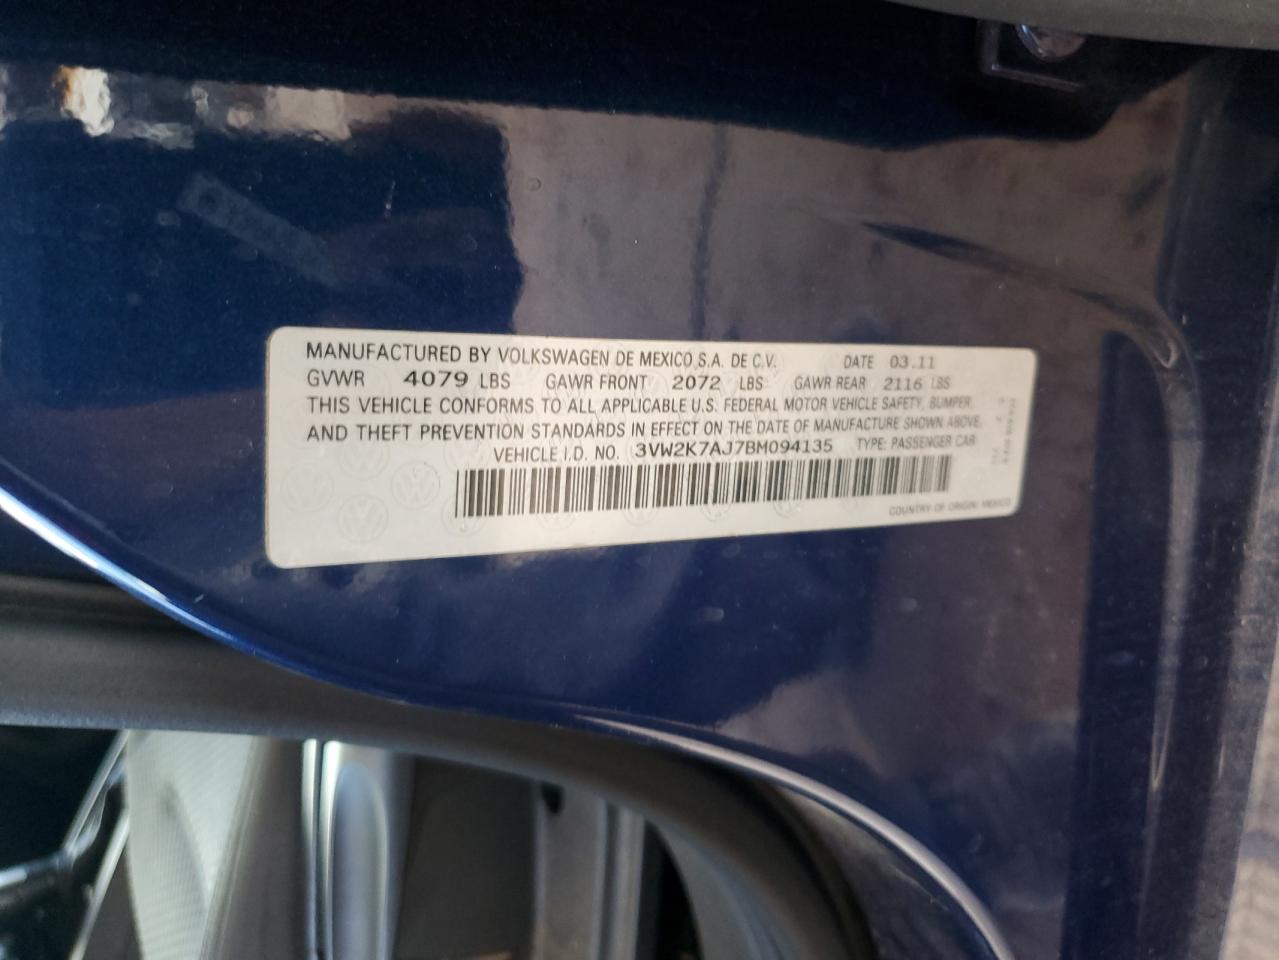 MANUFACTURED BY VOLKSWAGEN DE MEXICO S.A. DE C.V. DATE 03.11
GVWR 4079 LBS GAWR FRONT 2072 LBS GAWR REAR 2116 LBS
THIS VEHICLE CONFORMS TO ALL APPLICABLE U.S. FEDERAL MOTOR VEHICLE SAFETY, BUMPER,
AND THEFT PREVENTION STANDARDS IN EFFECT ON THE DATE OF MANUFACTURE SHOWN ABOVE.
VEHICLE I.D. NO. 3VW2K7AJ7BM094135 TYPE: PASSENGER CAR
COUNTRY OF ORIGIN: MEXICO